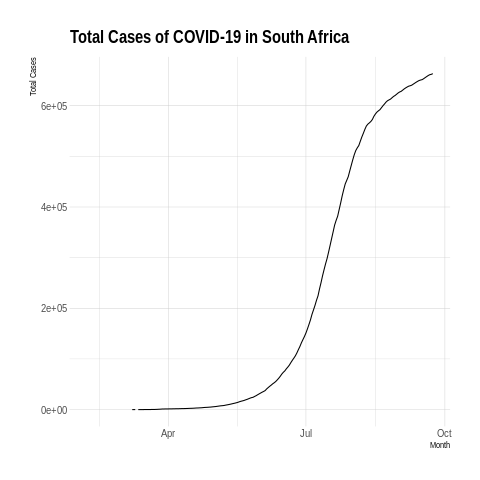 Total Cases of COVID-19 in South Africa
Total Cases
6e+05
4e+05
2e+05
0e+00
Apr
Jul
Oct
Month